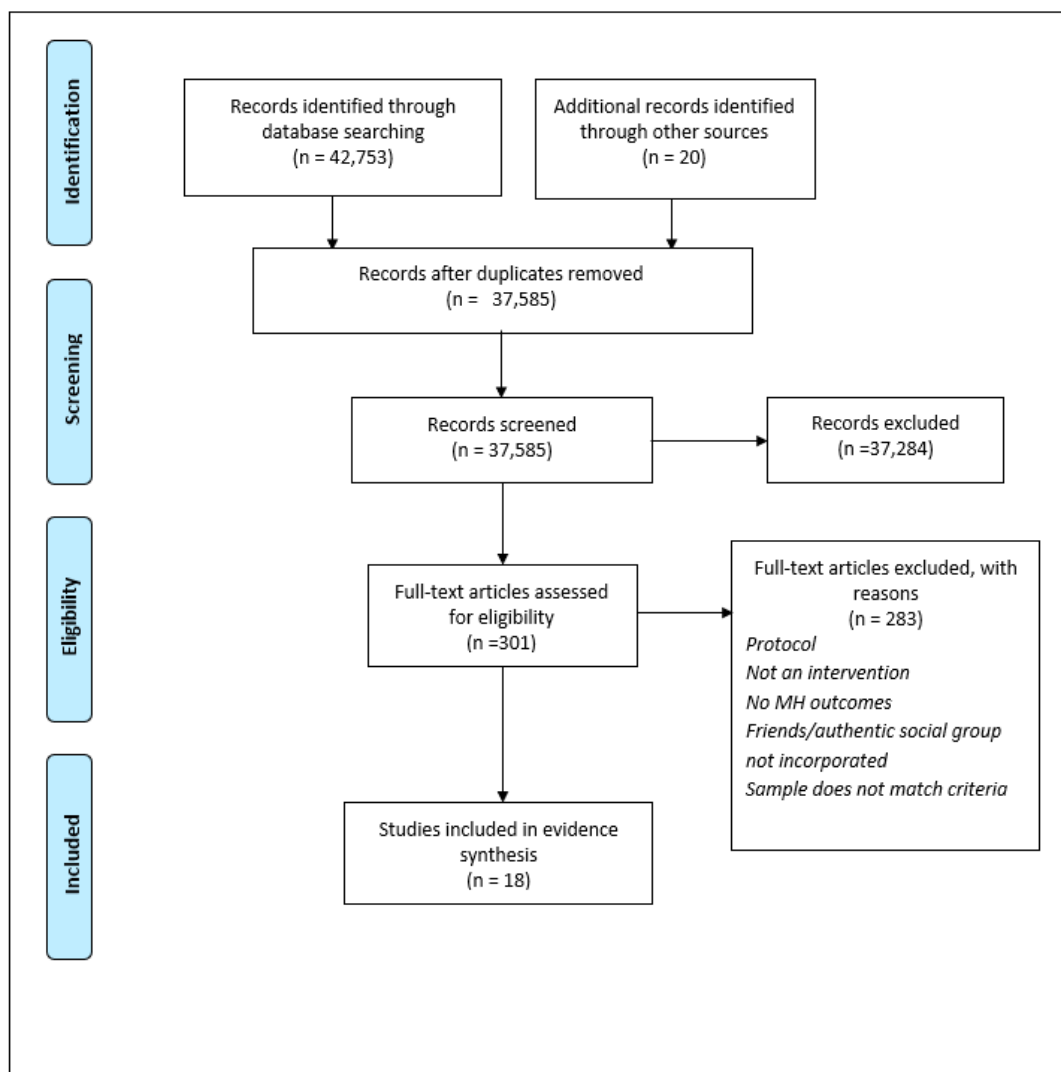 Identification
Records identified through
database searching
(n = 42,753)
Additional records identified
through other sources
(n = 20)
Records after duplicates removed
(n = 37,585)
Screening
Records screened
(n = 37,585)
Records excluded
(n =37,284)
Eligibility
Full-text articles assessed
for eligibility
(n =301)
Full-text articles excluded, with
reasons
(n = 283)
Protocol
Not an intervention
No MH outcomes
Friends/authentic social group
not incorporated
Sample does not match criteria
Included
Studies included in evidence
synthesis
(n = 18)